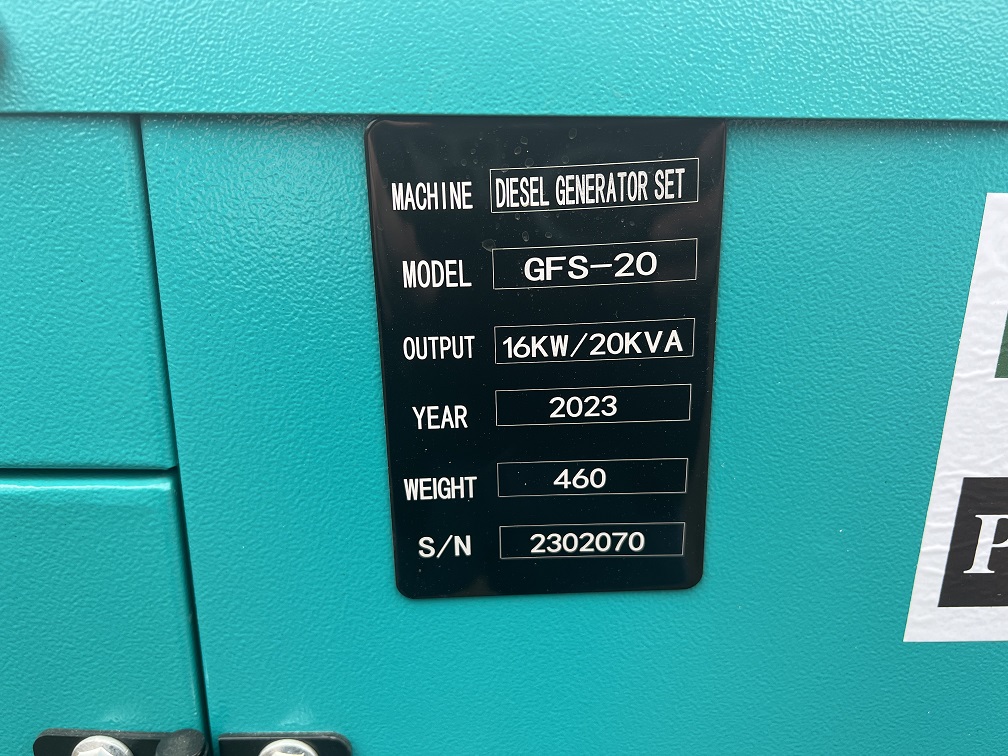 MACHINE DIESEL GENERATOR SET
MODEL GFS-20
OUTPUT 16KW/20KVA
YEAR 2023
WEIGHT 460
S/N 2302070
P